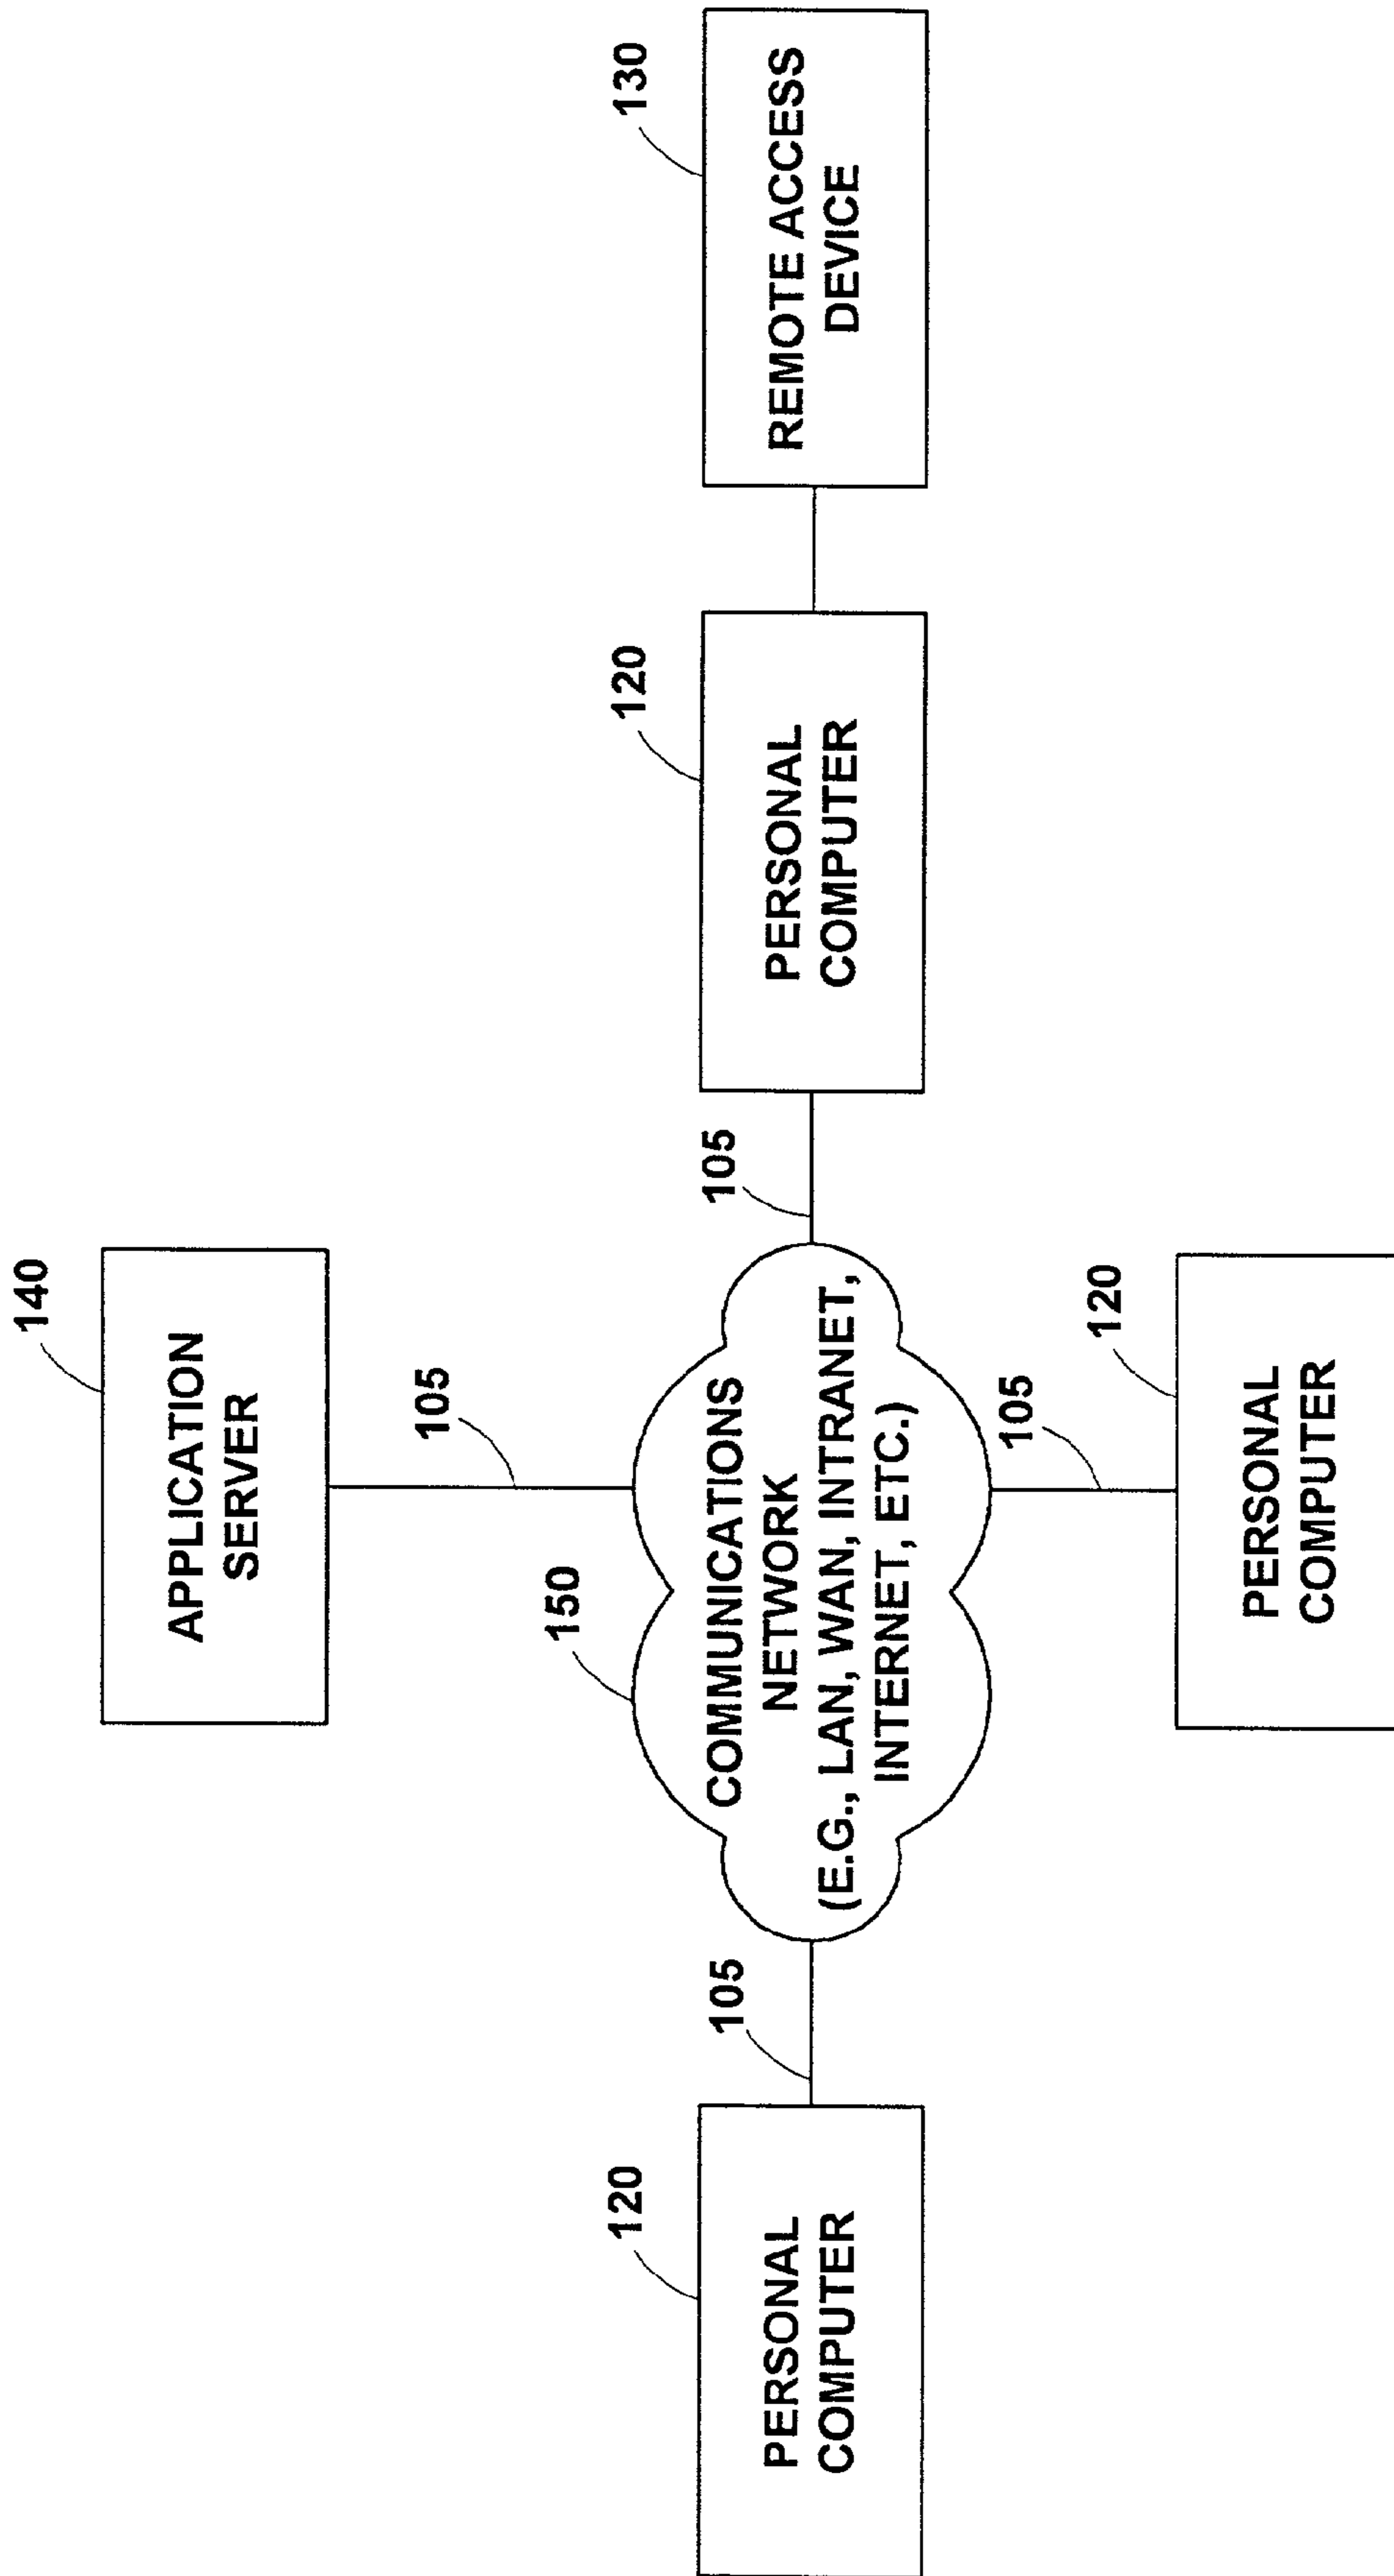 140
APPLICATION
SERVER
105
150
COMMUNICATIONS
NETWORK
(E.G., LAN, WAN, INTRANET,
INTERNET, ETC.)
120
PERSONAL
COMPUTER
105
105
120
PERSONAL
COMPUTER
130
REMOTE ACCESS
DEVICE
105
120
PERSONAL
COMPUTER